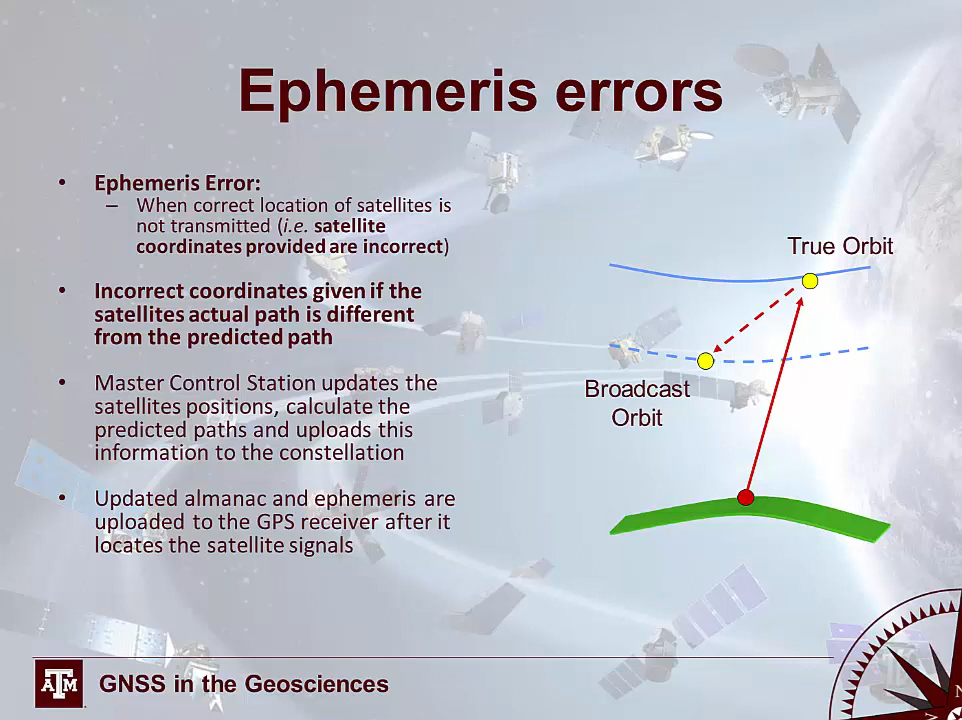 Ephemeris errors
• Ephemeris Error:
– When correct location of satellites is
not transmitted (i.e. satellite
coordinates provided are incorrect)
• Incorrect coordinates given if the
satellites actual path is different
from the predicted path
• Master Control Station updates the
satellites positions, calculate the
predicted paths and uploads this
information to the constellation
• Updated almanac and ephemeris are
uploaded to the GPS receiver after it
locates the satellite signals
True Orbit
Broadcast
Orbit
ATM
GNSS in the Geosciences
N